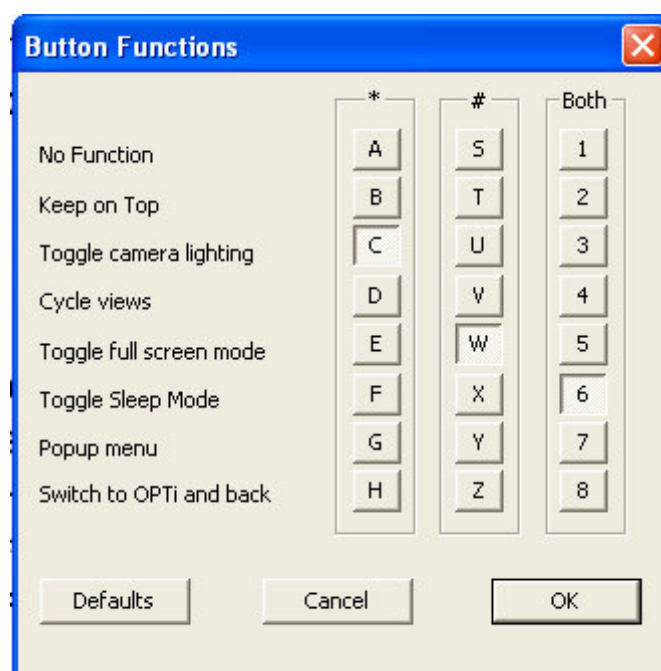 Button Functions
* # Both
No Function A S 1
Keep on Top B T 2
Toggle camera lighting C U 3
Cycle views D V 4
Toggle full screen mode E W 5
Toggle Sleep Mode F X 6
Popup menu G Y 7
Switch to OPTi and back H Z 8
Defaults Cancel OK